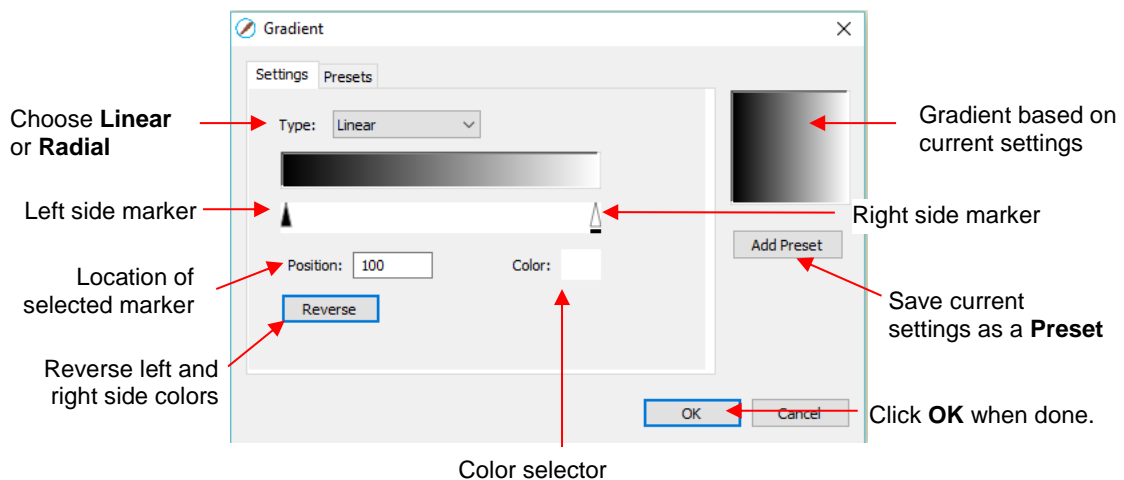 Gradient
Settings Presets
Choose Linear
or Radial
Type: Linear
Gradient based on
current settings
Left side marker
Right side marker
Add Preset
Location of
selected marker
Position: 100 Color:
Reverse
Save current
settings as a Preset
Reverse left and
right side colors
OK Cancel
Click OK when done.
Color selector